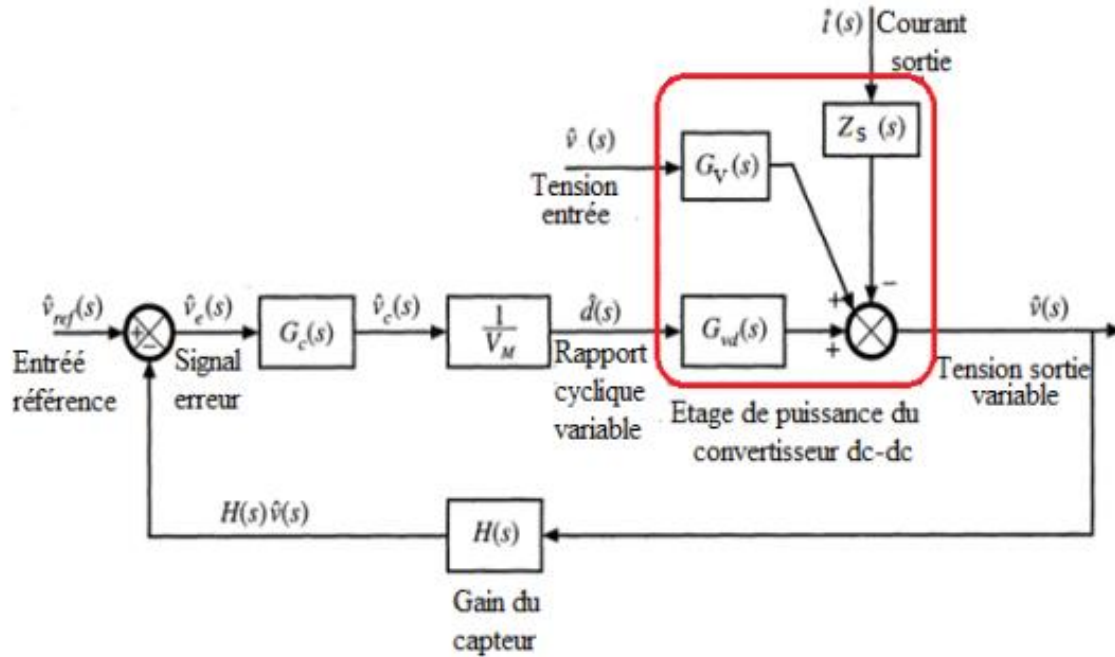 î(s) Courant
sortie
Z_S (s)
v̂ (s)
Tension
entrée
G_V(s)
v̂_ref(s)
Entréé
référence
+
−
v̂_e(s)
Signal
erreur
G_c(s)
v̂_c(s)
1
V_M
d̂(s)
Rapport
cyclique
variable
G_vd(s)
+
+
−
v̂(s)
Tension sortie
variable
Etage de puissance du
convertisseur dc-dc
H(s)v̂(s)
H(s)
Gain du
capteur